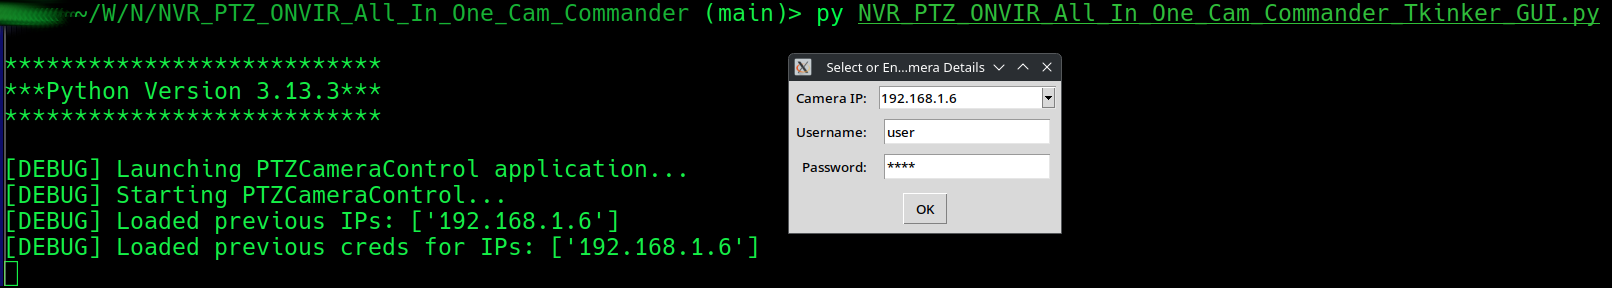 ~/W/N/NVR_PTZ_ONVIR_All_In_One_Cam_Commander (main)> py NVR_PTZ_ONVIR_All_In_One_Cam_Commander_Tkinker_GUI.py
***************************
***Python Version 3.13.3***
***************************
[DEBUG] Launching PTZCameraControl application...
[DEBUG] Starting PTZCameraControl...
[DEBUG] Loaded previous IPs: ['192.168.1.6']
[DEBUG] Loaded previous creds for IPs: ['192.168.1.6']
Select or En...mera Details
Camera IP: 192.168.1.6
Username: user
Password: ****
OK